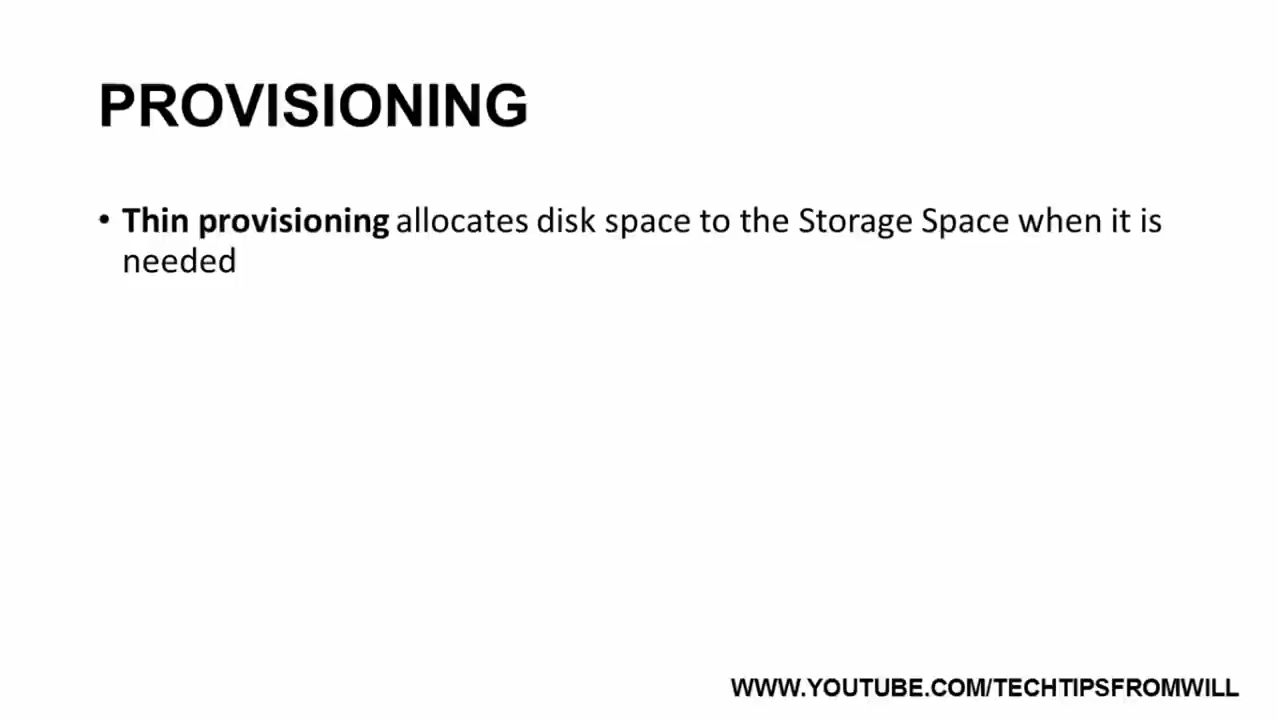 PROVISIONING
• Thin provisioning allocates disk space to the Storage Space when it is
needed
WWW.YOUTUBE.COM/TECHTIPSFROMWILL